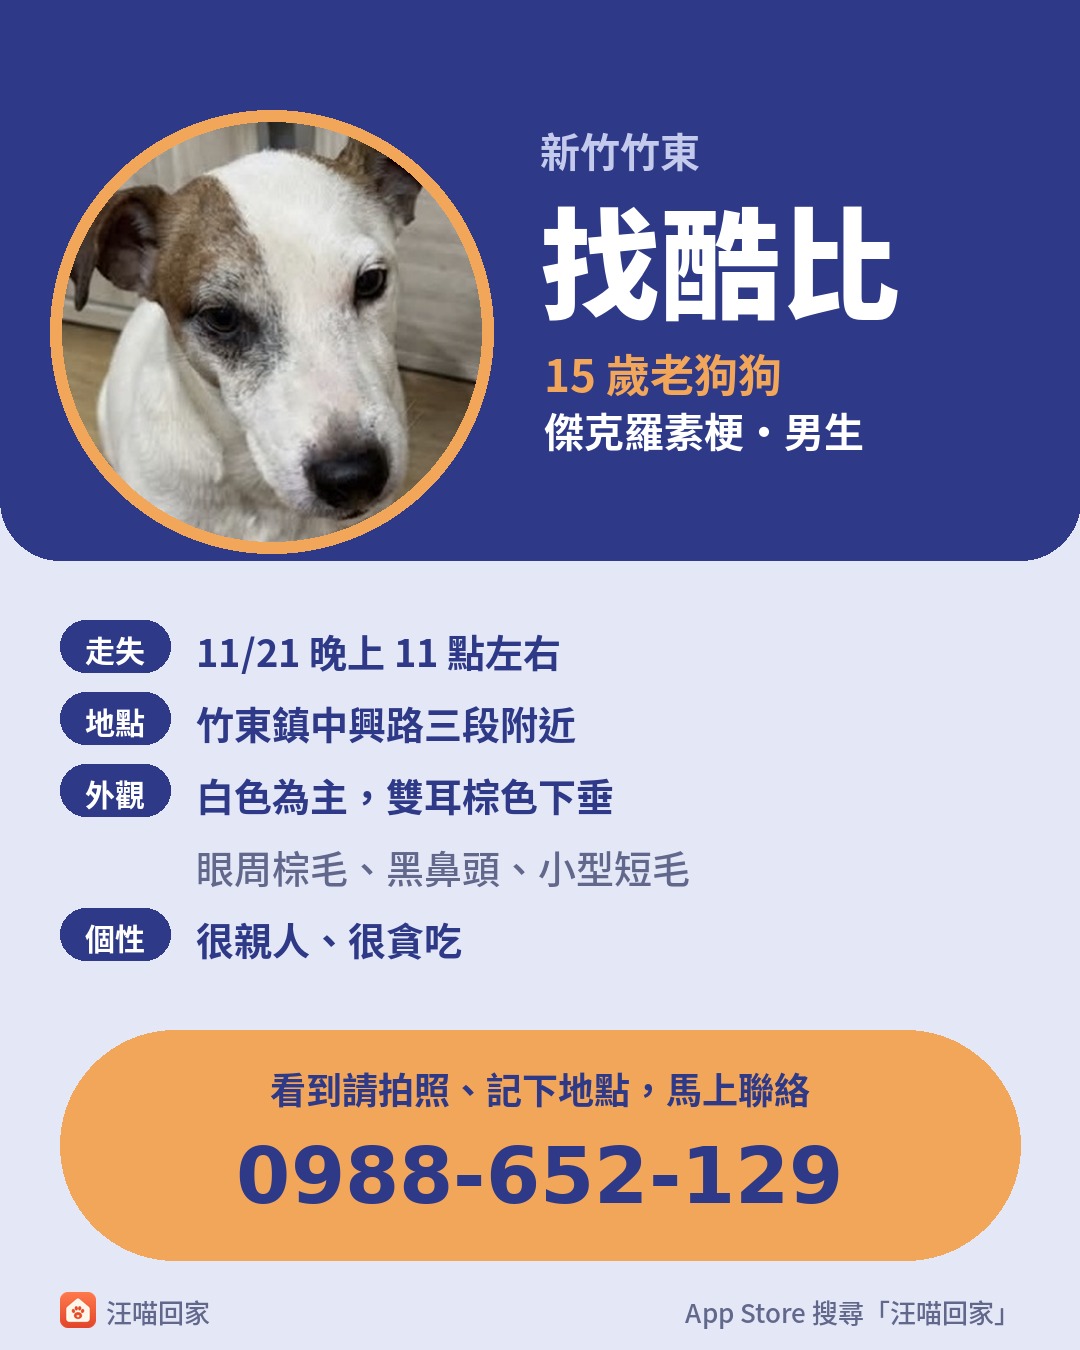 新竹竹東
找酷比
15 歲老狗狗
傑克羅素梗・男生
走失 11/21 晚上 11 點左右
地點 竹東鎮中興路三段附近
外觀 白色為主，雙耳棕色下垂
眼周棕毛、黑鼻頭、小型短毛
個性 很親人、很貪吃
看到請拍照、記下地點，馬上聯絡
0988-652-129
汪喵回家
App Store 搜尋「汪喵回家」